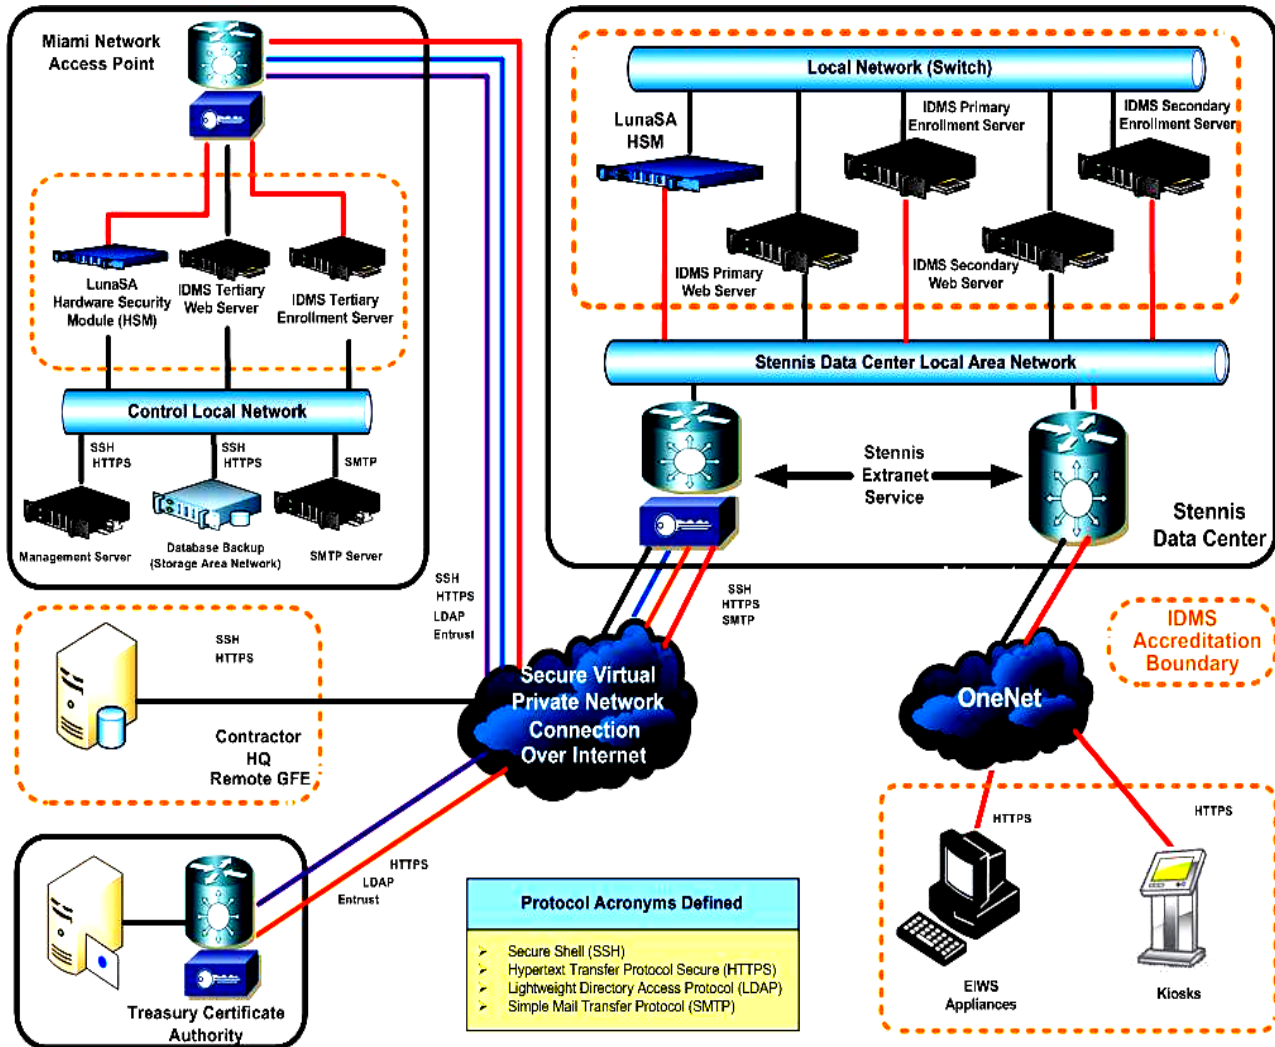 Miami Network
Access Point
LunaSA
Hardware Security
Module (HSM)
IDMS Tertiary
Web Server
IDMS Tertiary
Enrollment Server
Control Local Network
SSH
HTTPS
SSH
HTTPS
SMTP
Management Server
Database Backup
(Storage Area Network)
SMTP Server
Local Network (Switch)
LunaSA
HSM
IDMS Primary
Enrollment Server
IDMS Secondary
Enrollment Server
IDMS Primary
Web Server
IDMS Secondary
Web Server
Stennis Data Center Local Area Network
Stennis
Extranet
Service
Stennis
Data Center
SSH
HTTPS
LDAP
Entrust
SSH
HTTPS
SMTP
SSH
HTTPS
Contractor
HQ
Remote GFE
Secure Virtual
Private Network
Connection
Over Internet
OneNet
IDMS
Accreditation
Boundary
HTTPS
HTTPS
EIWS
Appliances
Kiosks
HTTPS
LDAP
Entrust
Treasury Certificate
Authority
Protocol Acronyms Defined
Secure Shell (SSH)
Hypertext Transfer Protocol Secure (HTTPS)
Lightweight Directory Access Protocol (LDAP)
Simple Mail Transfer Protocol (SMTP)